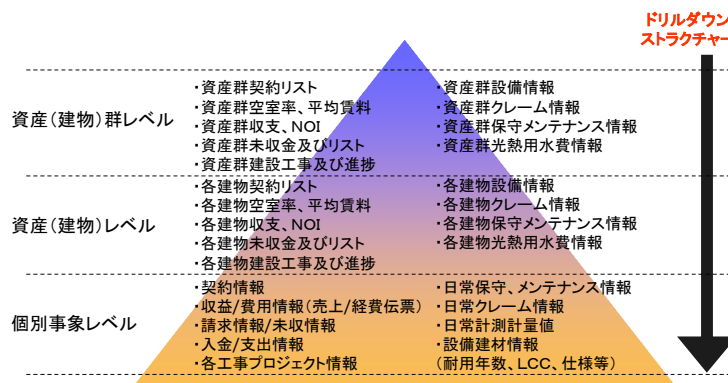 ドリルダウン
ストラクチャー
資産(建物)群レベル
・資産群契約リスト
・資産群空室率、平均賃料
・資産群収支、NOI
・資産群未収金及びリスト
・資産群建設工事及び進捗
・資産群設備情報
・資産群クレーム情報
・資産群保守メンテナンス情報
・資産群光熱用水費情報
資産(建物)レベル
・各建物契約リスト
・各建物空室率、平均賃料
・各建物収支、NOI
・各建物未収金及びリスト
・各建物建設工事及び進捗
・各建物設備情報
・各建物クレーム情報
・各建物保守メンテナンス情報
・各建物光熱用水費情報
個別事象レベル
・契約情報
・収益/費用情報(売上/経費伝票)
・請求情報/未収情報
・入金/支出情報
・各工事プロジェクト情報
・日常保守、メンテナンス情報
・日常クレーム情報
・日常計測計量値
・設備建材情報
(耐用年数、LCC、仕様等)